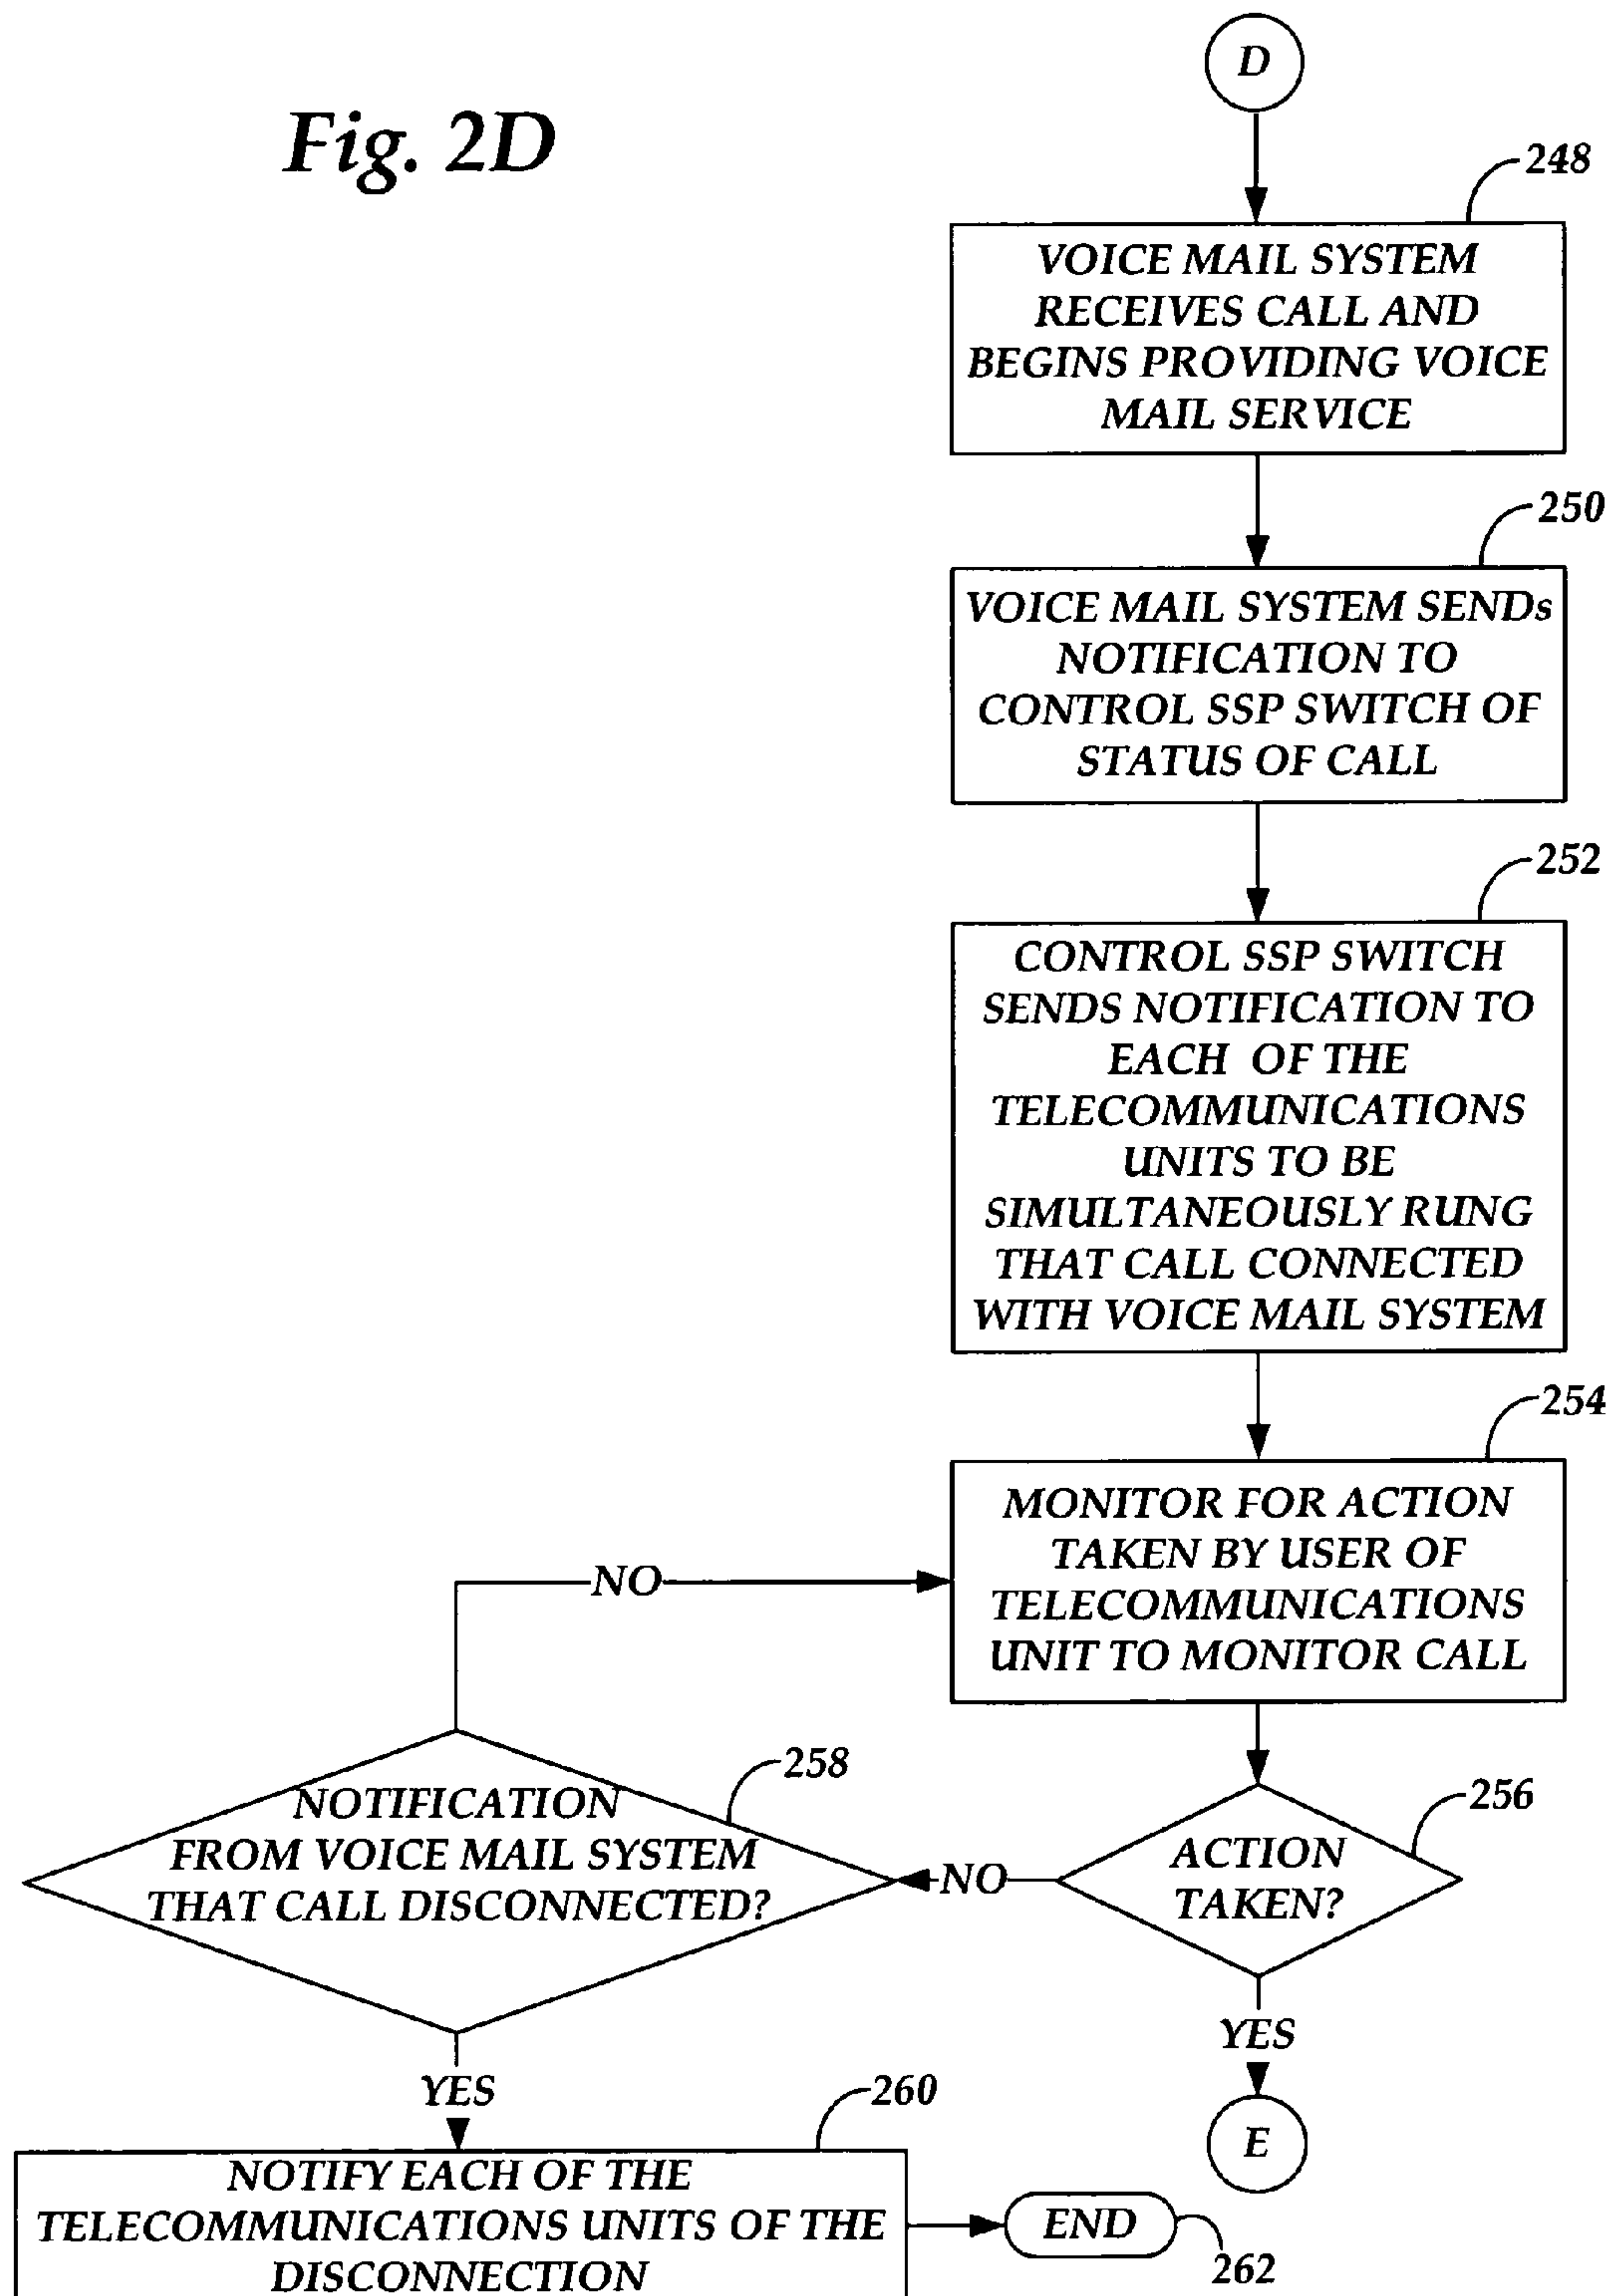 D
Fig. 2D
248
VOICE MAIL SYSTEM
RECEIVES CALL AND
BEGINS PROVIDING VOICE
MAIL SERVICE
250
VOICE MAIL SYSTEM SENDs
NOTIFICATION TO
CONTROL SSP SWITCH OF
STATUS OF CALL
252
CONTROL SSP SWITCH
SENDS NOTIFICATION TO
EACH OF THE
TELECOMMUNICATIONS
UNITS TO BE
SIMULTANEOUSLY RUNG
THAT CALL CONNECTED
WITH VOICE MAIL SYSTEM
254
MONITOR FOR ACTION
TAKEN BY USER OF
TELECOMMUNICATIONS
UNIT TO MONITOR CALL
NO
258
NOTIFICATION
FROM VOICE MAIL SYSTEM
THAT CALL DISCONNECTED?
NO
256
ACTION
TAKEN?
YES
E
YES
260
NOTIFY EACH OF THE
TELECOMMUNICATIONS UNITS OF THE
DISCONNECTION
END
262